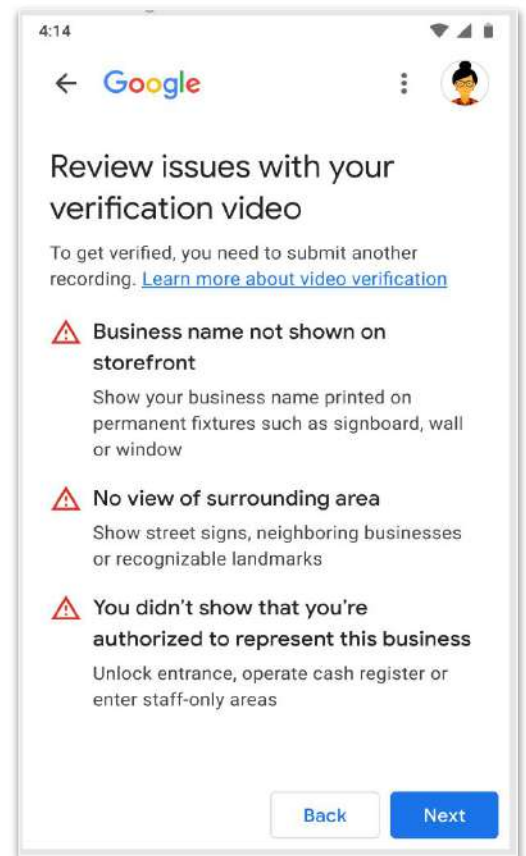 4:14
Google
Review issues with your
verification video
To get verified, you need to submit another
recording. Learn more about video verification
Business name not shown on
storefront
Show your business name printed on
permanent fixtures such as signboard, wall
or window
No view of surrounding area
Show street signs, neighboring businesses
or recognizable landmarks
You didn't show that you're
authorized to represent this business
Unlock entrance, operate cash register or
enter staff-only areas
Back Next